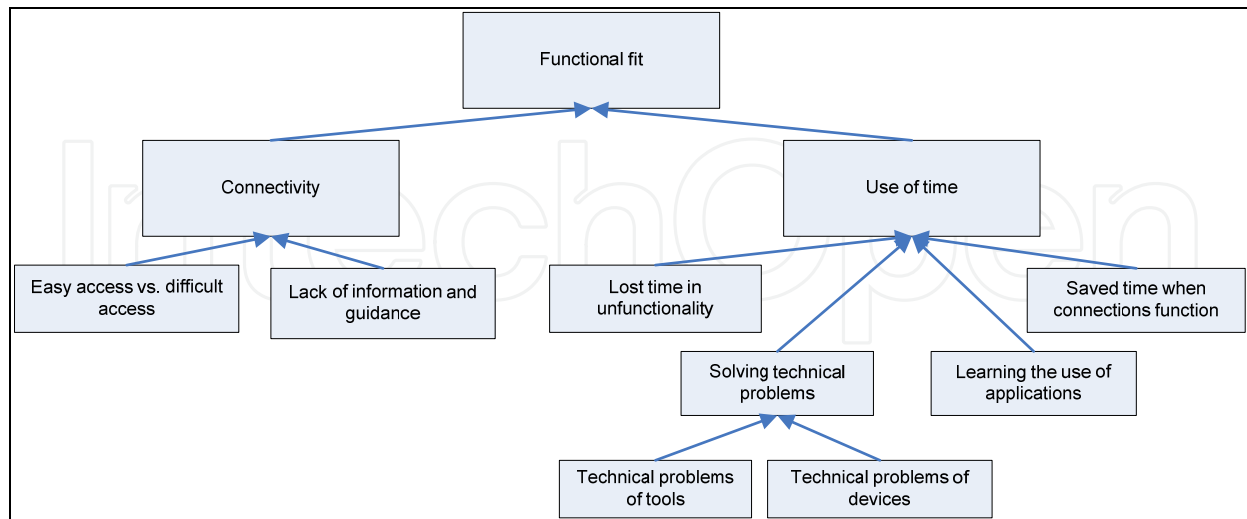 Functional fit
Connectivity
Use of time
Easy access vs. difficult
access
Lack of information and
guidance
Lost time in
unfunctionality
Saved time when
connections function
Solving technical
problems
Learning the use of
applications
Technical problems
of tools
Technical problems of
devices
IntechOpen